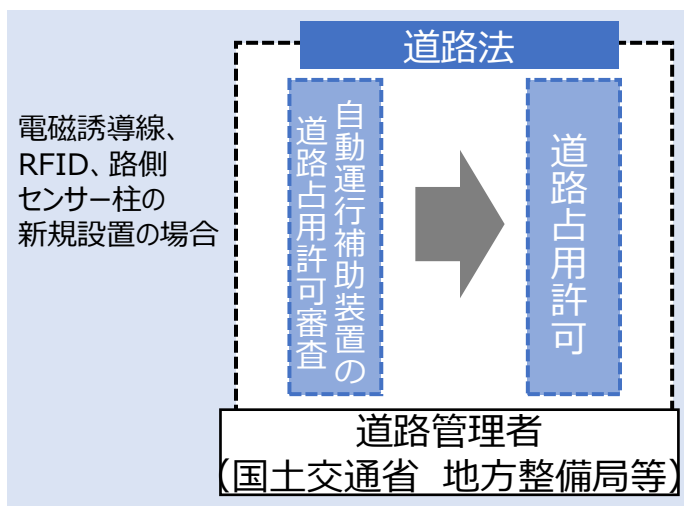 道路法
電磁誘導線、
RFID、路側
センサー柱の
新規設置の場合
自動運行補助装置の
道路占用許可審査
道路占用許可
道路管理者
（国土交通省 地方整備局等）